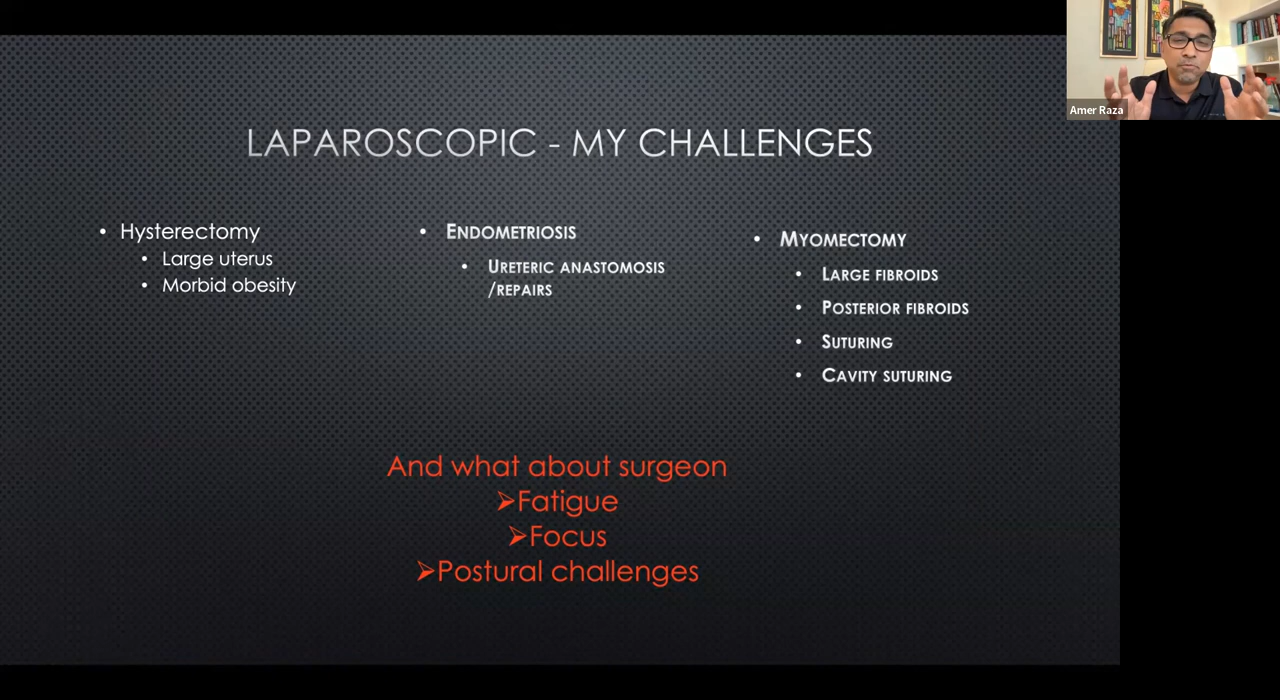 LAPAROSCOPIC - MY CHALLENGES
• Hysterectomy
• Large uterus
• Morbid obesity
• ENDOMETRIOSIS
• URETERIC ANASTOMOSIS
/REPAIRS
• MYOMECTOMY
• LARGE FIBROIDS
• POSTERIOR FIBROIDS
• SUTURING
• CAVITY SUTURING
And what about surgeon
➢Fatigue
➢Focus
➢Postural challenges
Amer Raza